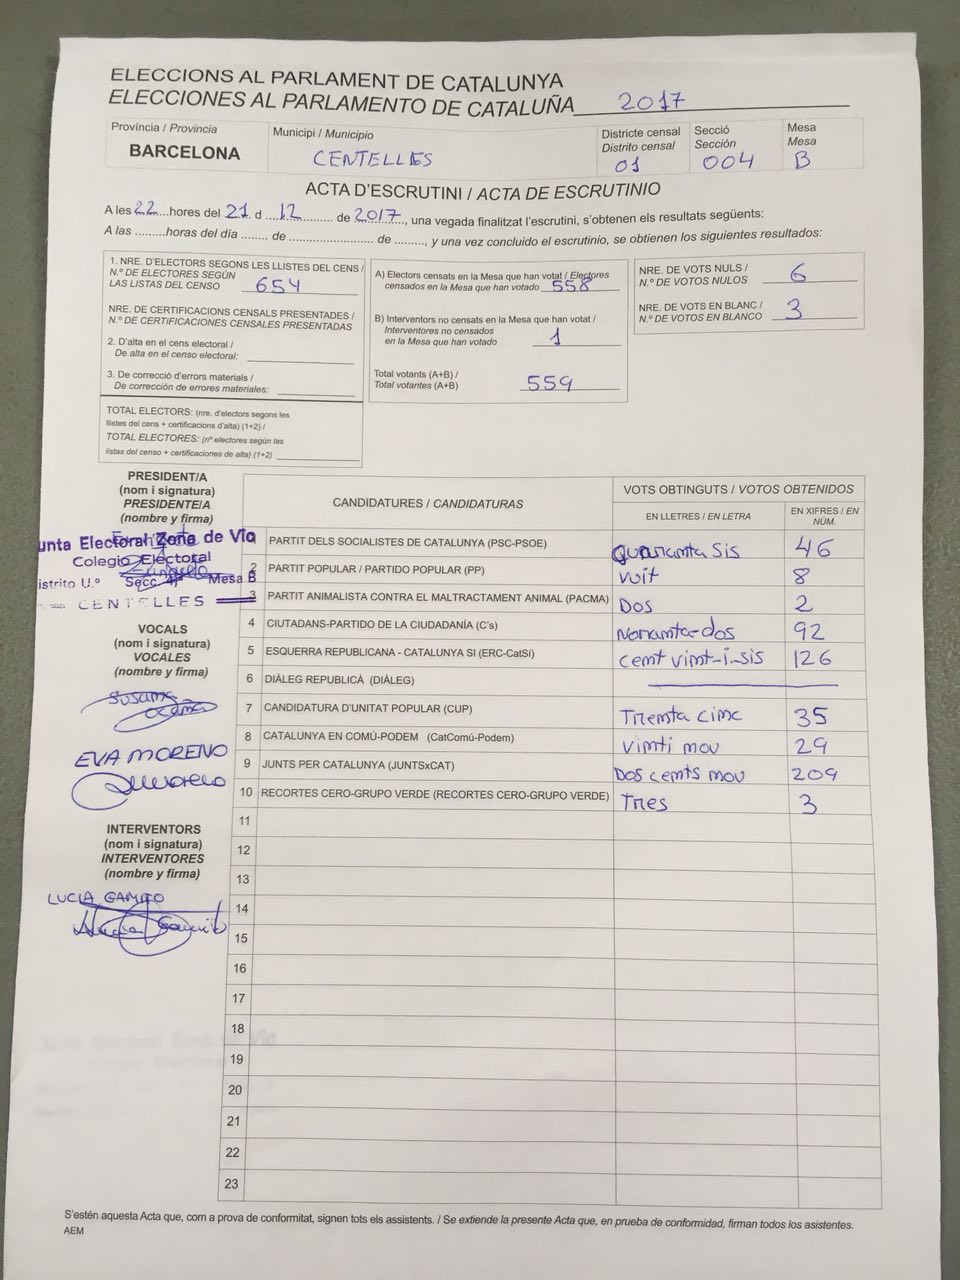 ELECCIONS AL PARLAMENT DE CATALUNYA
ELECCIONES AL PARLAMENTO DE CATALUÑA 2017
Província / Provincia
BARCELONA
Municipi / Municipio
CENTELLES
Districte censal
Distrito censal
01
Secció
Sección
004
Mesa
Mesa
B
ACTA D'ESCRUTINI / ACTA DE ESCRUTINIO
A les 22 hores del 21 d 12 de 2017, una vegada finalitzat l'escrutini, s'obtenen els resultats següents:
A las .........horas del día ........ de ........................ de ........, y una vez concluido el escrutinio, se obtienen los siguientes resultados:
1. NRE. D'ELECTORS SEGONS LES LLISTES DEL CENS /
N.º DE ELECTORES SEGÚN
LAS LISTAS DEL CENSO 654
NRE. DE CERTIFICACIONS CENSALS PRESENTADES /
N.º DE CERTIFICACIONES CENSALES PRESENTADAS
2. D'alta en el cens electoral /
De alta en el censo electoral:
3. De correcció d'errors materials /
De corrección de errores materiales:
TOTAL ELECTORS: (nre. d'electors segons les
llistes del cens + certificacions d'alta) (1+2) /
TOTAL ELECTORES: (nº electores según las
listas del censo + certificaciones de alta) (1+2)
A) Electors censats en la Mesa que han votat / Electores
censados en la Mesa que han votado 558
B) Interventors no censats en la Mesa que han votat /
Interventores no censados
en la Mesa que han votado 1
Total votants (A+B) /
Total votantes (A+B) 559
NRE. DE VOTS NULS /
N.º DE VOTOS NULOS 6
NRE. DE VOTS EN BLANC /
N.º DE VOTOS EN BLANCO 3
PRESIDENT/A
(nom i signatura)
PRESIDENTE/A
(nombre y firma)
unta Electoral Zona de Vic
Colegio Electoral
istrito U.º Secc 4ª Mesa B
CENTELLES
VOCALS
(nom i signatura)
VOCALES
(nombre y firma)
Susana
Ocaña
EVA MORENO
INTERVENTORS
(nom i signatura)
INTERVENTORES
(nombre y firma)
LUCIA GAMITO
CANDIDATURES / CANDIDATURAS
VOTS OBTINGUTS / VOTOS OBTENIDOS
EN LLETRES / EN LETRA
EN XIFRES / EN NÚM.
PARTIT DELS SOCIALISTES DE CATALUNYA (PSC-PSOE) Quaranta sis 46
2 PARTIT POPULAR / PARTIDO POPULAR (PP) vuit 8
3 PARTIT ANIMALISTA CONTRA EL MALTRACTAMENT ANIMAL (PACMA) Dos 2
4 CIUTADANS-PARTIDO DE LA CIUDADANÍA (C's) Noranta-dos 92
5 ESQUERRA REPUBLICANA - CATALUNYA SI (ERC-CatSí) cent vint-i-sis 126
6 DIÀLEG REPUBLICÀ (DIÀLEG)
7 CANDIDATURA D'UNITAT POPULAR (CUP) Trenta cinc 35
8 CATALUNYA EN COMÚ-PODEM (CatComú-Podem) Vinti nou 29
9 JUNTS PER CATALUNYA (JUNTSxCAT) Dos cents nou 209
10 RECORTES CERO-GRUPO VERDE (RECORTES CERO-GRUPO VERDE) Tres 3
11
12
13
14
15
16
17
18
19
20
21
22
23
S'estén aquesta Acta que, com a prova de conformitat, signen tots els assistents. / Se extiende la presente Acta que, en prueba de conformidad, firman todos los asistentes.
AEM